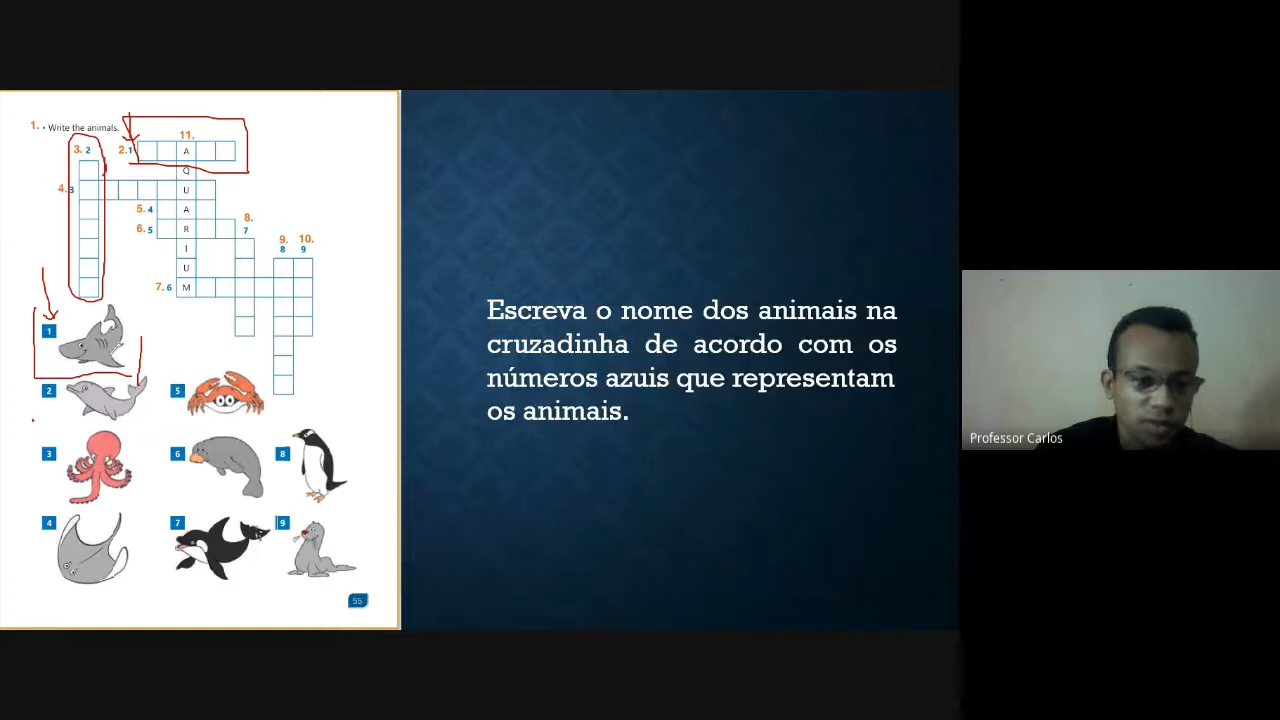 1. • Write the animals.
11.
3. 2
2. 1
A
Q
4. 3
U
5. 4
A
8.
6. 5
R
7
9. 10.
I
8 9
U
7. 6
M
1
2
5
3
6
8
4
7
9
55
Escreva o nome dos animais na
cruzadinha de acordo com os
números azuis que representam
os animais.
Professor Carlos